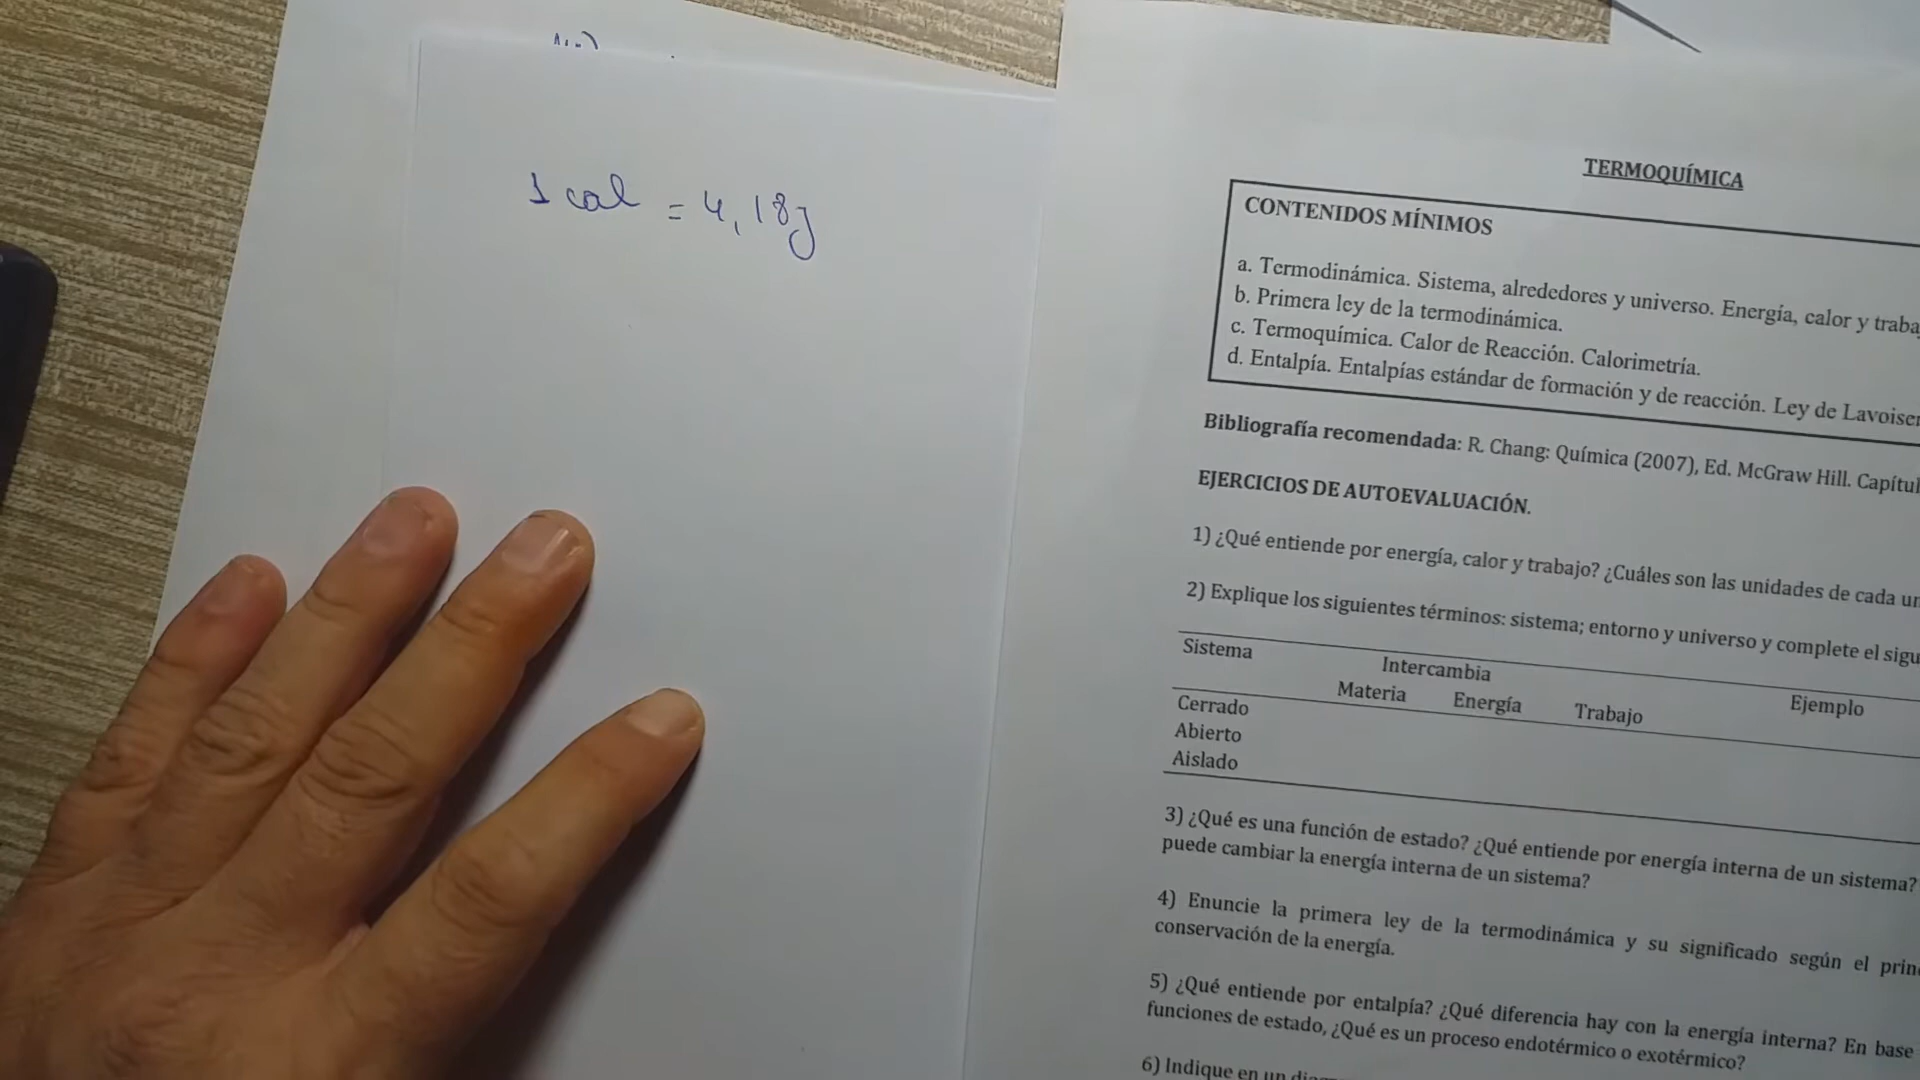 1 cal = 4,18J
TERMOQUÍMICA
CONTENIDOS MÍNIMOS
a. Termodinámica. Sistema, alrededores y universo. Energía, calor y traba
b. Primera ley de la termodinámica.
c. Termoquímica. Calor de Reacción. Calorimetría.
d. Entalpía. Entalpías estándar de formación y de reacción. Ley de Lavoiser
Bibliografía recomendada: R. Chang: Química (2007), Ed. McGraw Hill. Capítul
EJERCICIOS DE AUTOEVALUACIÓN.
1) ¿Qué entiende por energía, calor y trabajo? ¿Cuáles son las unidades de cada un
2) Explique los siguientes términos: sistema; entorno y universo y complete el sigu
Sistema Intercambia
Materia Energía Trabajo Ejemplo
Cerrado
Abierto
Aislado
3) ¿Qué es una función de estado? ¿Qué entiende por energía interna de un sistema?
puede cambiar la energía interna de un sistema?
4) Enuncie la primera ley de la termodinámica y su significado según el prin
conservación de la energía.
5) ¿Qué entiende por entalpía? ¿Qué diferencia hay con la energía interna? En base
funciones de estado, ¿Qué es un proceso endotérmico o exotérmico?
6) Indique en un